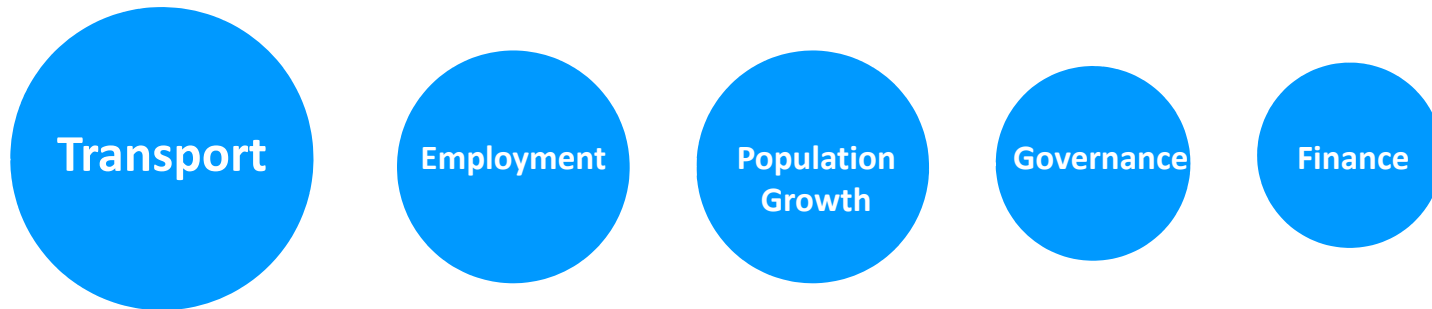 Transport
Employment
Population
Growth
Governance
Finance